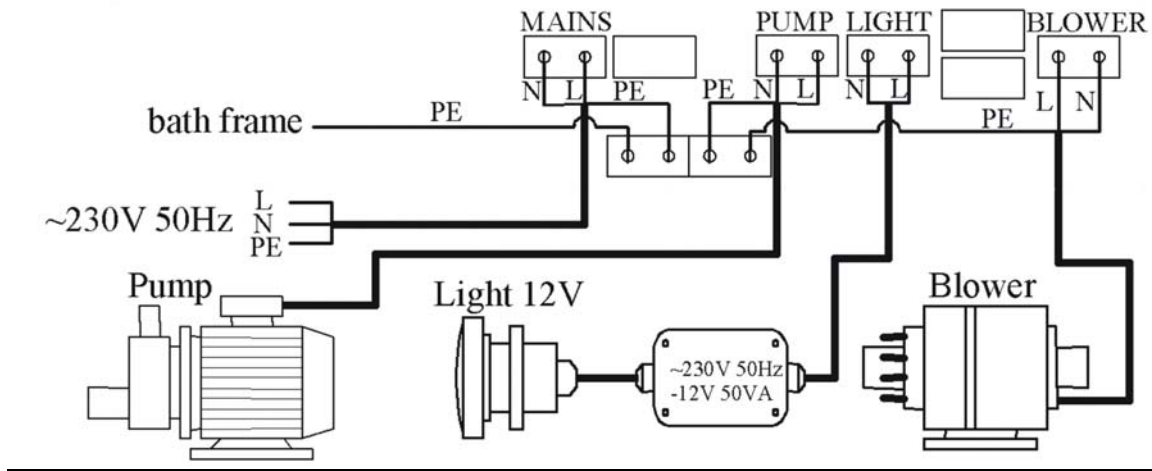 MAINS PUMP LIGHT BLOWER
N L PE PE N L N L L N
bath frame PE PE
~230V 50Hz L
N
PE
Pump Light 12V Blower
~230V 50Hz
-12V 50VA